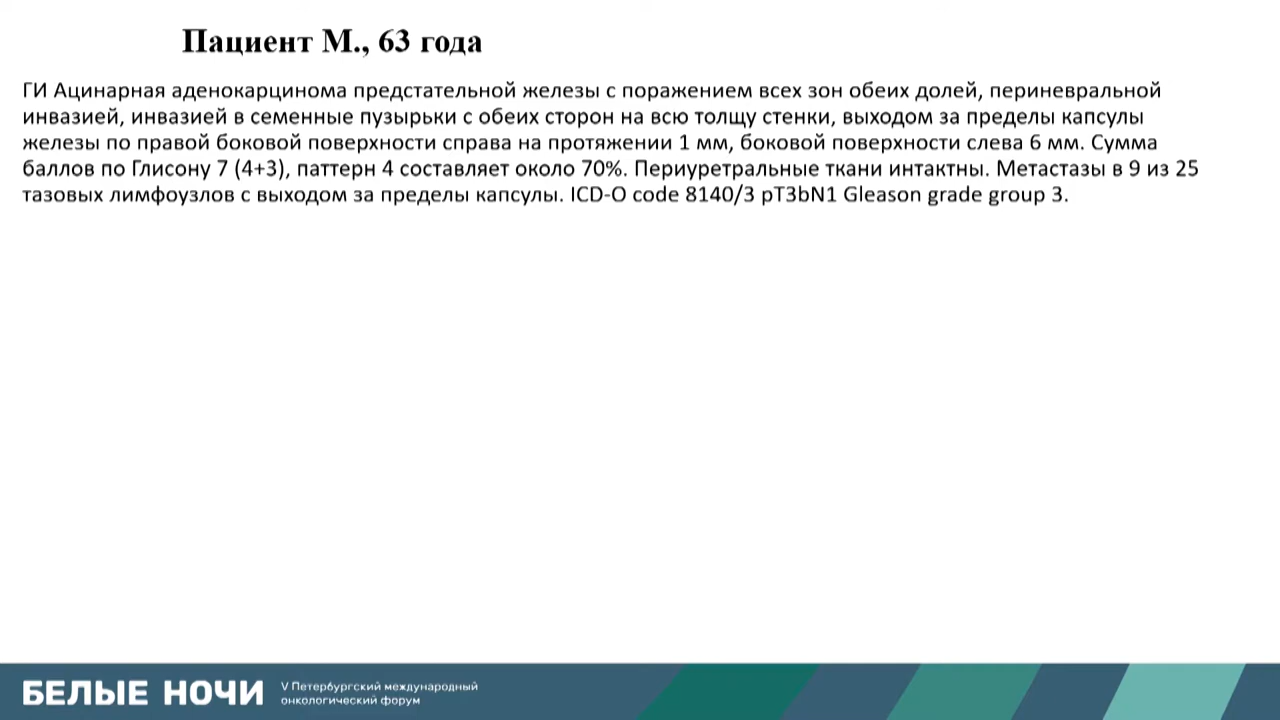 Пациент М., 63 года
ГИ Ацинарная аденокарцинома предстательной железы с поражением всех зон обеих долей, периневральной
инвазией, инвазией в семенные пузырьки с обеих сторон на всю толщу стенки, выходом за пределы капсулы
железы по правой боковой поверхности справа на протяжении 1 мм, боковой поверхности слева 6 мм. Сумма
баллов по Глисону 7 (4+3), паттерн 4 составляет около 70%. Периуретральные ткани интактны. Метастазы в 9 из 25
тазовых лимфоузлов с выходом за пределы капсулы. ICD-O code 8140/3 pT3bN1 Gleason grade group 3.
БЕЛЫЕ НОЧИ
V Петербургский международный
онкологический форум